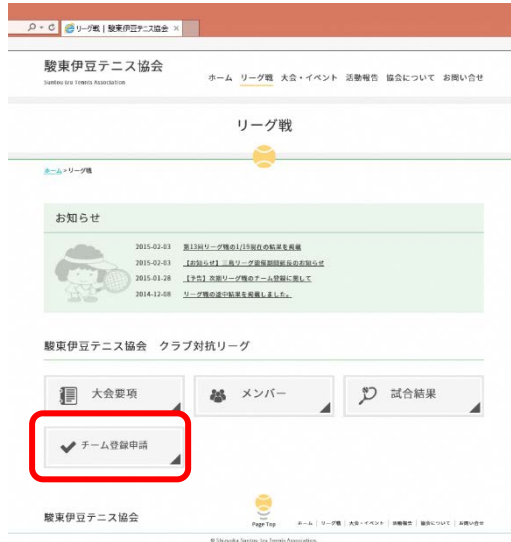 リーグ戦 | 駿東伊豆テニス協会 ×
駿東伊豆テニス協会
Suntou Izu Tennis Association
ホーム リーグ戦 大会・イベント 活動報告 協会について お問い合せ
リーグ戦
ホーム > リーグ戦
お知らせ
2015-02-03 第13回リーグ戦の1/19現在の結果を掲載
2015-02-03 【お知らせ】三島リーグ置候期間延長のお知らせ
2015-01-28 【予告】次期リーグ戦のチーム登録に関して
2014-12-08 リーグ戦の途中結果を掲載しました。
駿東伊豆テニス協会 クラブ対抗リーグ
大会要項
メンバー
試合結果
チーム登録申請
駿東伊豆テニス協会
Page Top
ホーム | リーグ戦 | 大会・イベント | 活動報告 | 協会について | お問い合せ
© Shizuoka Suntou Izu Tennis Association.